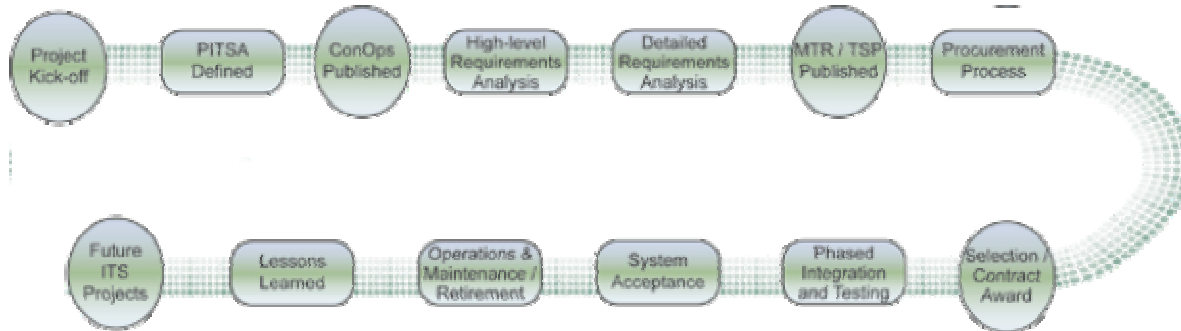 Project
Kick-off
PITSA
Defined
ConOps
Published
High-level
Requirements
Analysis
Detailed
Requirements
Analysis
MTR / TSP
Published
Procurement
Process
Selection /
Contract
Award
Phased
Integration
and Testing
System
Acceptance
Operations &
Maintenance /
Retirement
Lessons
Learned
Future
ITS
Projects